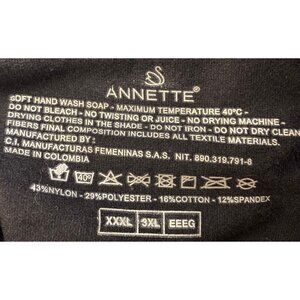 ANNETTE®
SOFT HAND WASH SOAP - MAXIMUM TEMPERATURE 40°C -
DO NOT BLEACH - NO TWISTING OR JUICE - NO DRYING MACHINE -
DRYING CLOTHES IN THE SHADE - DO NOT IRON - DO NOT DRY CLEAN
FIBERS FINAL COMPOSITION INCLUDES ALL TEXTILE MATERIALS.
MANUFACTURED BY :
C.I. MANUFACTURAS FEMENINAS S.A.S. NIT. 890.319.791-8
MADE IN COLOMBIA
40°
43%NYLON - 29%POLYESTER - 16%COTTON - 12%SPANDEX
XXXL 3XL EEEG